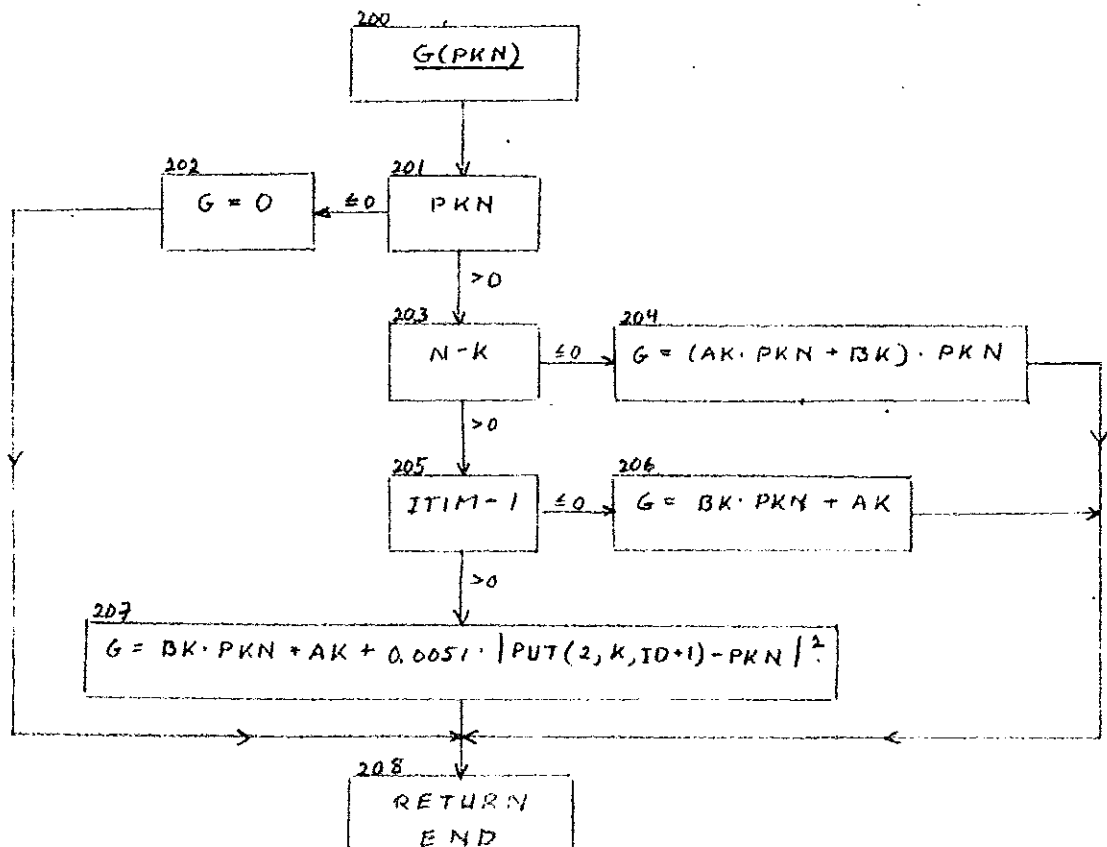 200
G(PKN)
202
G = 0
≤0
201
PKN
>0
203
N-K
≤0
204
G = (AK· PKN + BK) · PKN
>0
205
ITIM-1
≤0
206
G = BK· PKN + AK
>0
207
G = BK· PKN + AK + 0.0051 · |PUT(2, K, ID+1) - PKN|²
208
RETURN
END